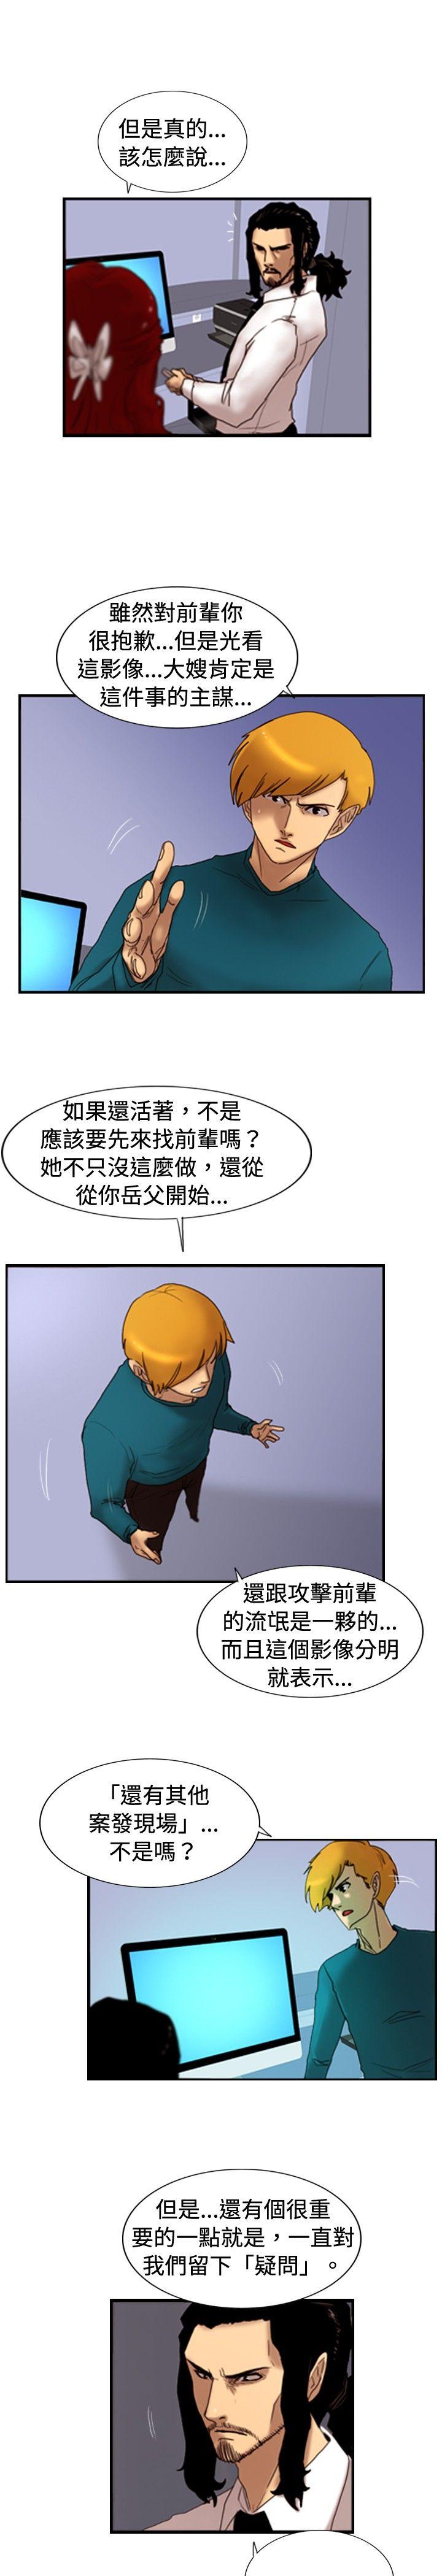 但是真的...
該怎麼說...
雖然對前輩你
很抱歉...但是光看
這影像...大嫂肯定是
這件事的主謀...
如果還活著，不是
應該要先來找前輩嗎？
她不只沒這麼做，還從
從你岳父開始...
還跟攻擊前輩
的流氓是一夥的...
而且這個影像分明
就表示...
「還有其他
案發現場」...
不是嗎？
但是...還有個很重
要的一點就是，一直對
我們留下「疑問」。